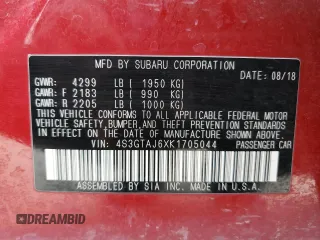 MFD BY SUBARU CORPORATION
GVWR: 4299 LB [ 1950 KG] DATE: 08/18
GAWR: F 2183 LB [ 990 KG]
GAWR: R 2205 LB [ 1000 KG]
THIS VEHICLE CONFORMS TO ALL APPLICABLE FEDERAL MOTOR
VEHICLE SAFETY, BUMPER, AND THEFT PREVENTION STANDARDS
IN EFFECT ON THE DATE OF MANUFACTURE SHOWN ABOVE.
VIN: 4S3GTAJ6XK1705044 PASSENGER CAR
ASSEMBLED BY SIA INC. ASSEMBLED IN U.S.A.
DREAMBID